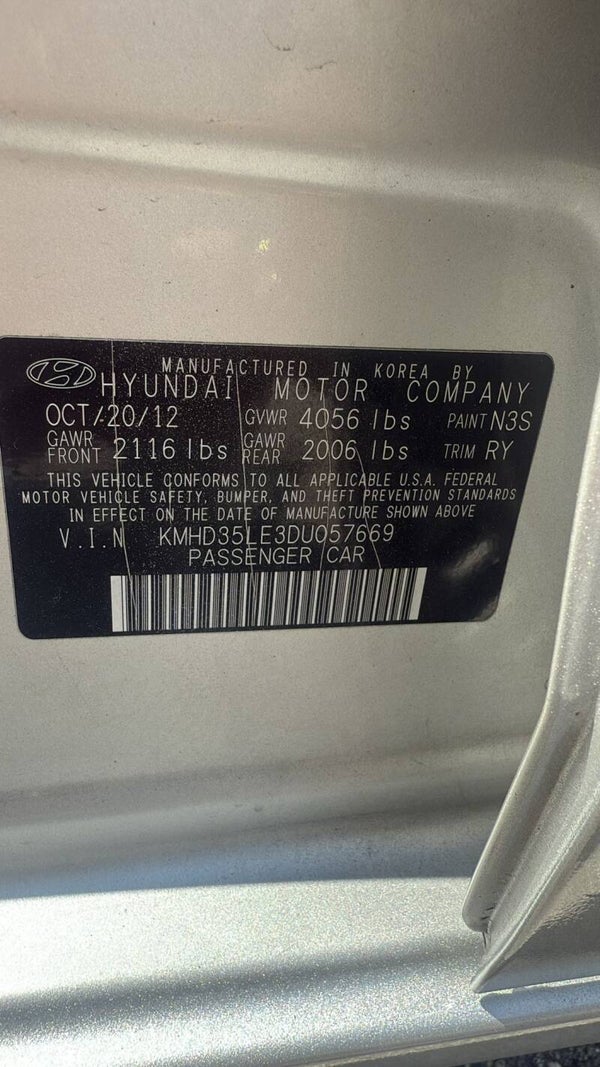 MANUFACTURED IN KOREA BY
HYUNDAI MOTOR COMPANY
OCT/20/12 GVWR 4056 lbs PAINT N3S
GAWR FRONT 2116 lbs GAWR REAR 2006 lbs TRIM RY
THIS VEHICLE CONFORMS TO ALL APPLICABLE U.S.A. FEDERAL
MOTOR VEHICLE SAFETY, BUMPER, AND THEFT PREVENTION STANDARDS
IN EFFECT ON THE DATE OF MANUFACTURE SHOWN ABOVE
V.I.N KMHD35LE3DU057669
PASSENGER CAR